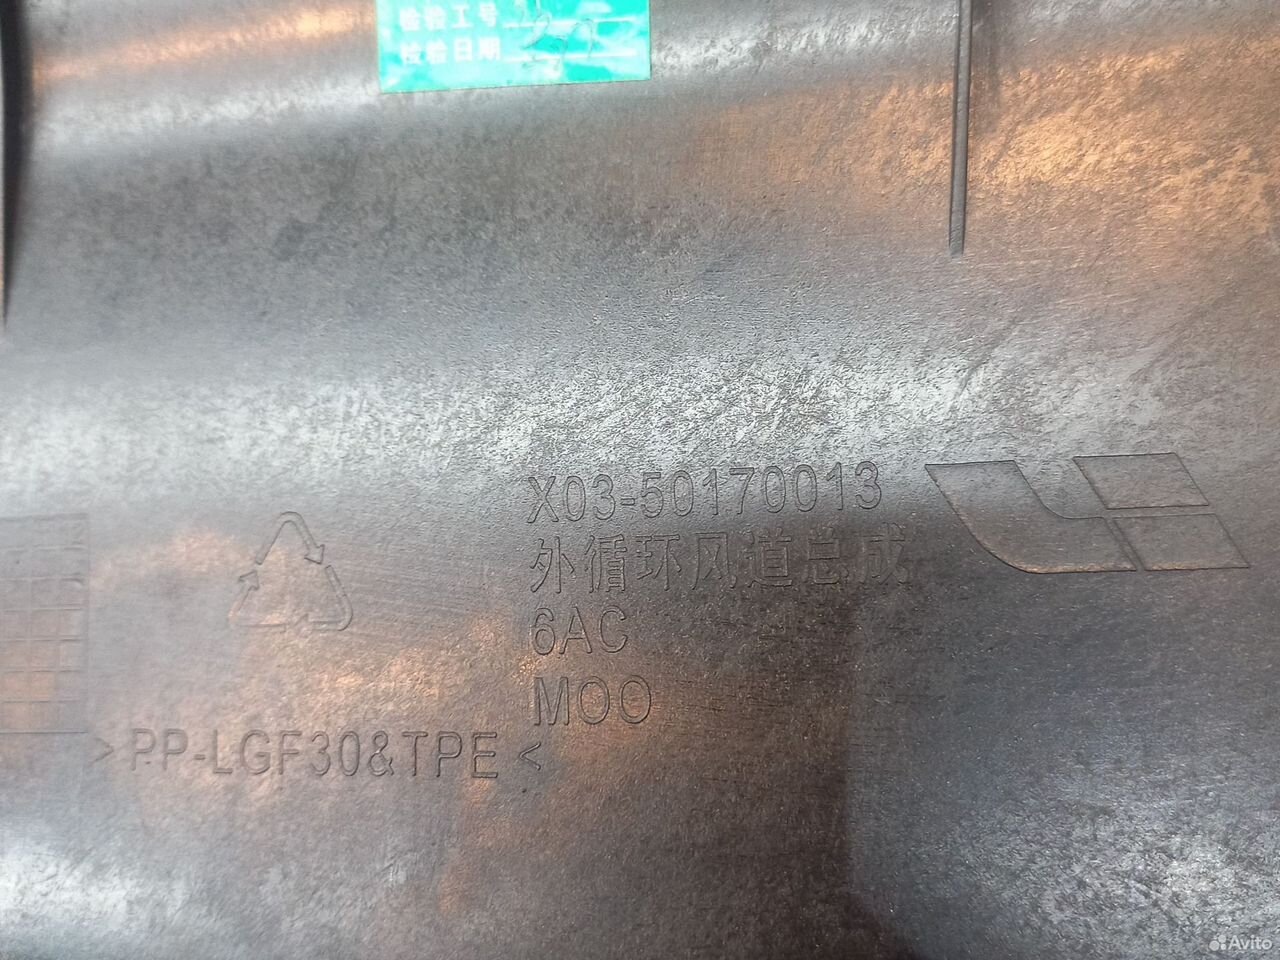 检验工号
检验日期
X03-50170013
外循环风道总成
6AC
MOO
>PP-LGF30&TPE<
Avito